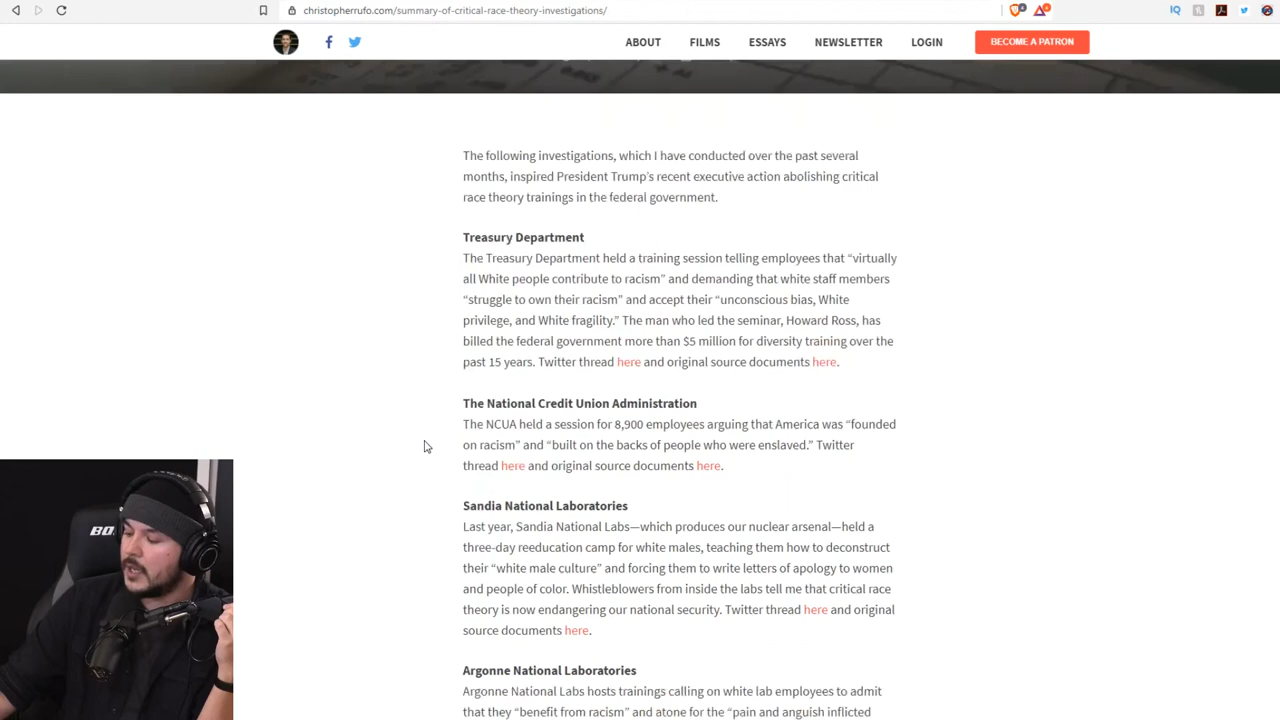 christopherrufo.com/summary-of-critical-race-theory-investigations/
ABOUT FILMS ESSAYS NEWSLETTER LOGIN BECOME A PATRON
The following investigations, which I have conducted over the past several
months, inspired President Trump’s recent executive action abolishing critical
race theory trainings in the federal government.
Treasury Department
The Treasury Department held a training session telling employees that “virtually
all White people contribute to racism” and demanding that white staff members
“struggle to own their racism” and accept their “unconscious bias, White
privilege, and White fragility.” The man who led the seminar, Howard Ross, has
billed the federal government more than $5 million for diversity training over the
past 15 years. Twitter thread here and original source documents here.
The National Credit Union Administration
The NCUA held a session for 8,900 employees arguing that America was “founded
on racism” and “built on the backs of people who were enslaved.” Twitter
thread here and original source documents here.
Sandia National Laboratories
Last year, Sandia National Labs—which produces our nuclear arsenal—held a
three-day reeducation camp for white males, teaching them how to deconstruct
their “white male culture” and forcing them to write letters of apology to women
and people of color. Whistleblowers from inside the labs tell me that critical race
theory is now endangering our national security. Twitter thread here and original
source documents here.
Argonne National Laboratories
Argonne National Labs hosts trainings calling on white lab employees to admit
that they “benefit from racism” and atone for the “pain and anguish inflicted